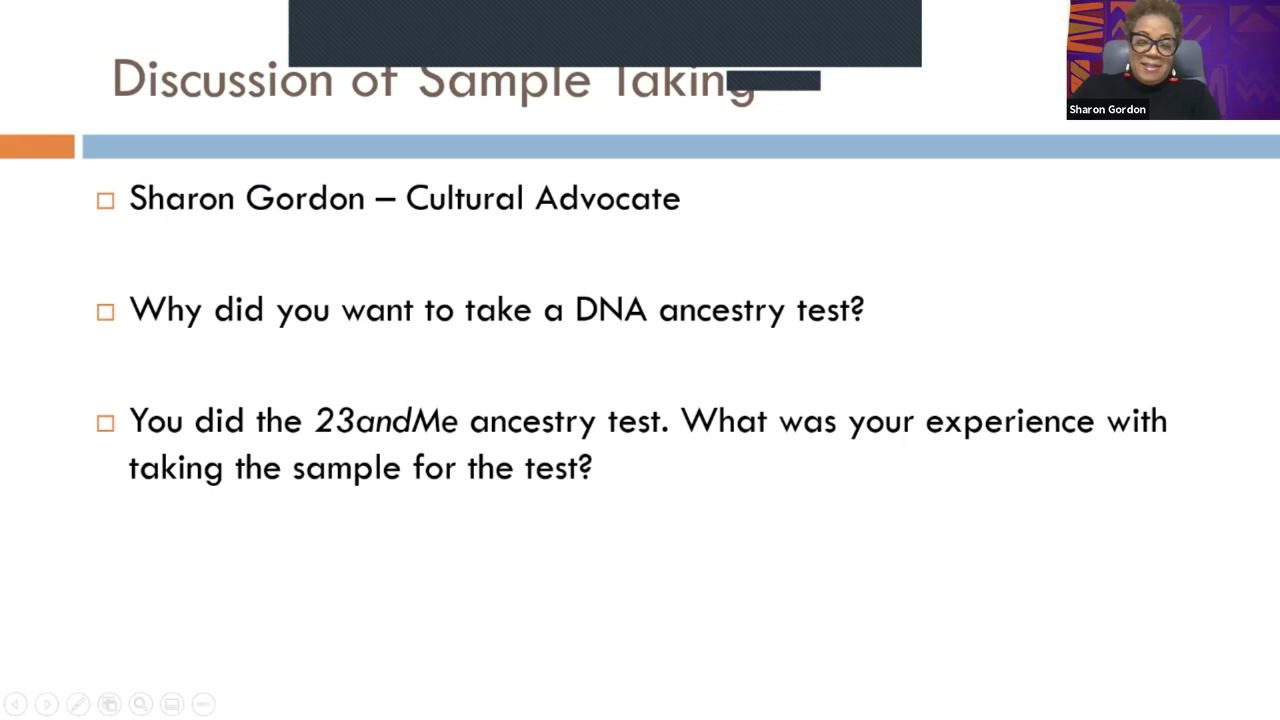 Discussion of Sample Taking
Sharon Gordon
Sharon Gordon – Cultural Advocate
Why did you want to take a DNA ancestry test?
You did the 23andMe ancestry test. What was your experience with
taking the sample for the test?